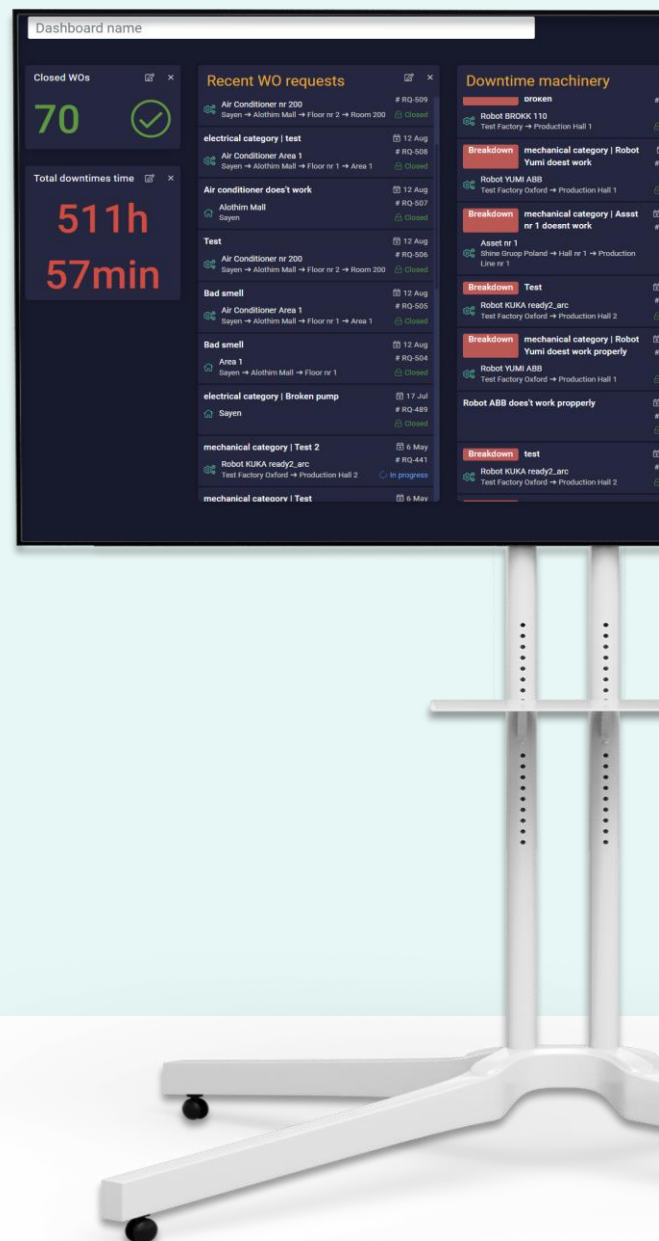 Dashboard name
Closed WOs
70
Total downtimes time
511h
57min
Recent WO requests
# RQ-509
Air Conditioner nr 200
Sayen → Alothim Mall → Floor nr 2 → Room 200
Closed
electrical category | test
12 Aug
# RQ-508
Air Conditioner Area 1
Sayen → Alothim Mall → Floor nr 1 → Area 1
Closed
Air conditioner does't work
12 Aug
# RQ-507
Alothim Mall
Sayen
Closed
Test
12 Aug
# RQ-506
Air Conditioner nr 200
Sayen → Alothim Mall → Floor nr 2 → Room 200
Closed
Bad smell
12 Aug
# RQ-505
Air Conditioner Area 1
Sayen → Alothim Mall → Floor nr 1 → Area 1
Closed
Bad smell
12 Aug
# RQ-504
Area 1
Sayen → Alothim Mall → Floor nr 1
Closed
electrical category | Broken pump
17 Jul
# RQ-489
Sayen
Closed
mechanical category | Test 2
6 May
# RQ-441
Robot KUKA ready2_arc
Test Factory Oxford → Production Hall 2
In progress
mechanical category | Test
6 May
Downtime machinery
broken
#
Robot BROKK 110
Test Factory → Production Hall 1
Breakdown
mechanical category | Robot
Yumi doest work
#
Robot YUMI ABB
Test Factory Oxford → Production Hall 1
Breakdown
mechanical category | Assst
nr 1 doesnt work
#
Asset nr 1
Shine Gruop Poland → Hall nr 1 → Production
Line nr 1
Breakdown
Test
#
Robot KUKA ready2_arc
Test Factory Oxford → Production Hall 2
Breakdown
mechanical category | Robot
Yumi doest work properly
#
Robot YUMI ABB
Test Factory Oxford → Production Hall 1
Robot ABB does't work propperly
#
Breakdown
test
#
Robot KUKA ready2_arc
Test Factory Oxford → Production Hall 2